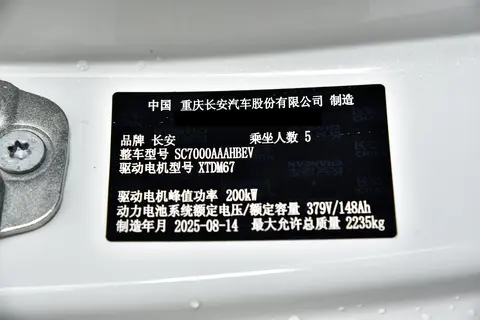 中国 重庆长安汽车股份有限公司 制造
品牌 长安 乘坐人数 5
整车型号 SC7000AAAHBEV
驱动电机型号 XTDM67
驱动电机峰值功率 200kW
动力电池系统额定电压/额定容量 379V/148Ah
制造年月 2025-08-14 最大允许总质量 2235kg